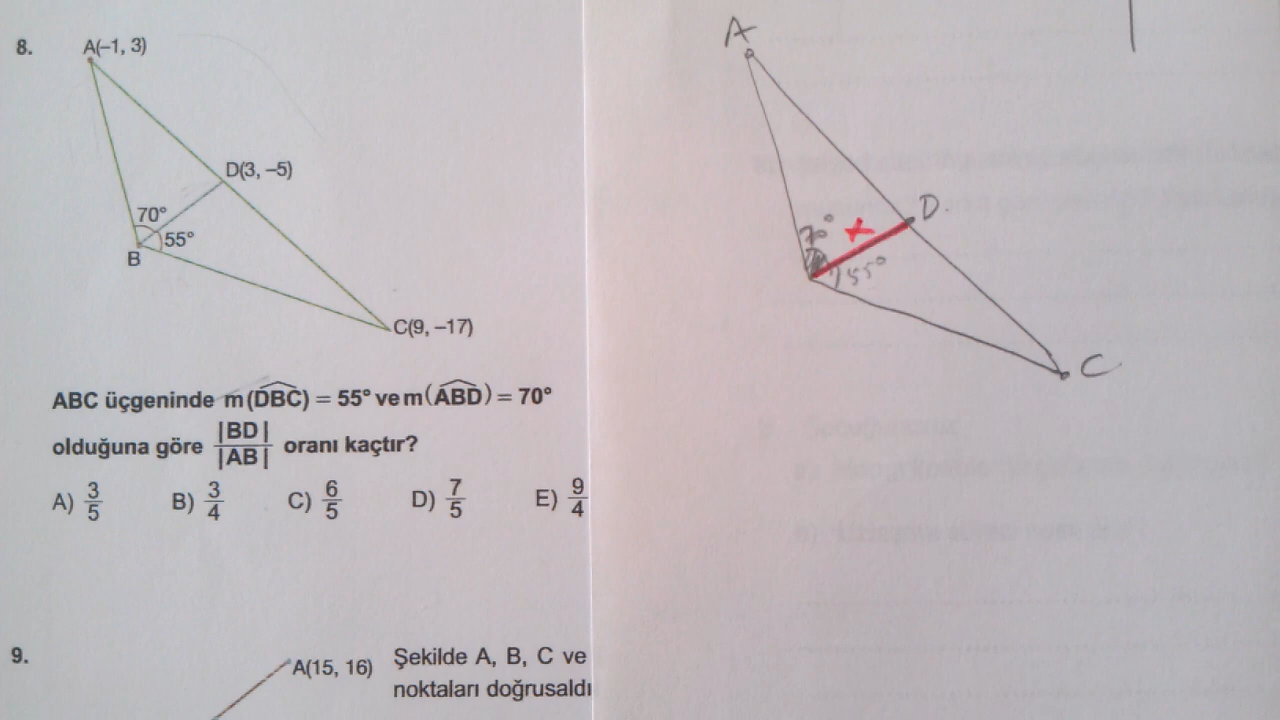 8.
A(–1, 3)
D(3, –5)
70°
55°
B
C(9, –17)
ABC üçgeninde m(DBC) = 55° ve m(ABD) = 70°
olduğuna göre |BD| / |AB| oranı kaçtır?
A) 3/5 B) 3/4 C) 6/5 D) 7/5 E) 9/4
9.
A(15, 16)
Şekilde A, B, C ve
noktaları doğrusaldı
A
D
70°
x
55°
C